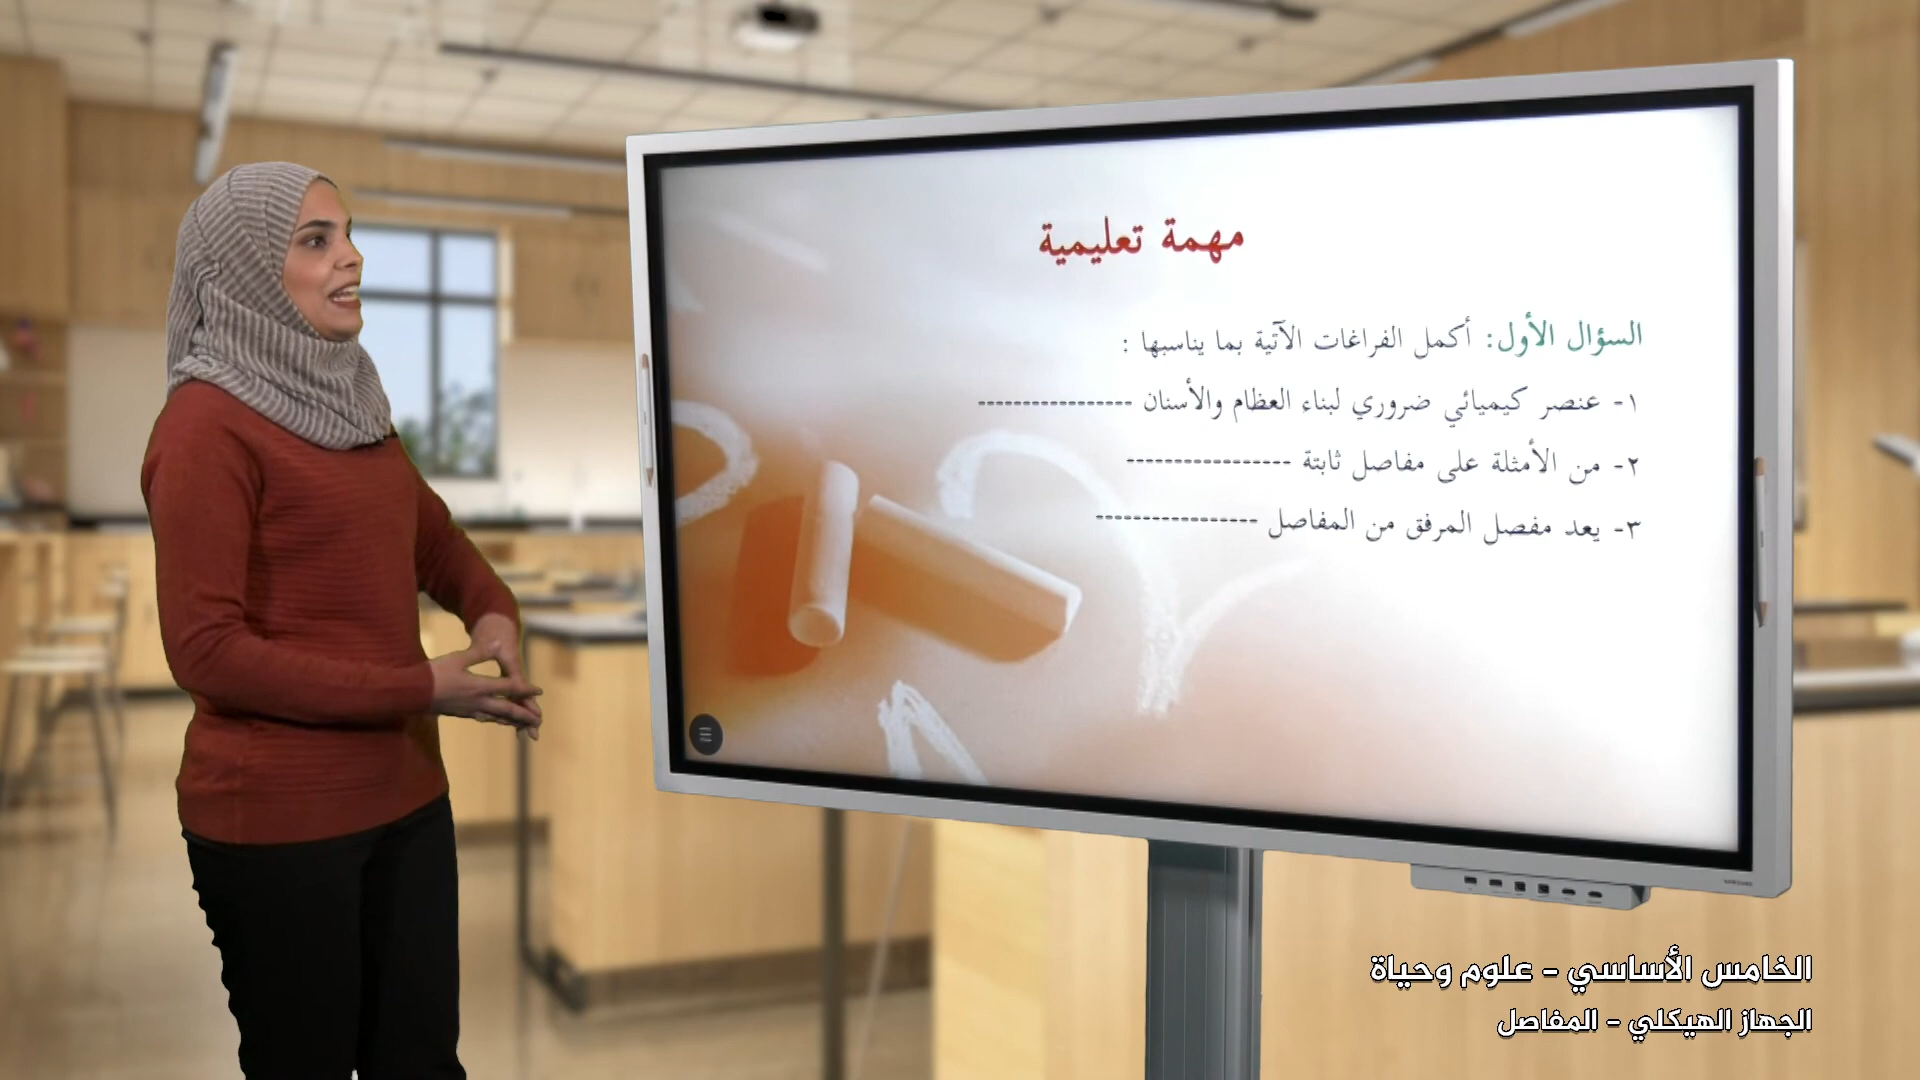 مهمة تعليمية
السؤال الأول: أكمل الفراغات الآتية بما يناسبها :
١- عنصر كيميائي ضروري لبناء العظام والأسنان -----------------
٢- من الأمثلة على مفاصل ثابتة ------------------
٣- يعد مفصل المرفق من المفاصل ------------------
الخامس الأساسي - علوم وحياة
الجهاز الهيكلي - المفاصل